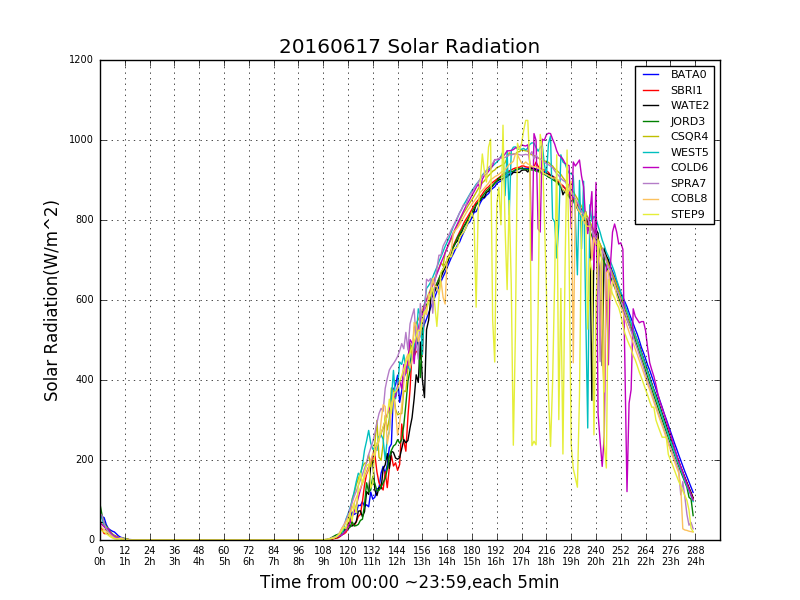 20160617 Solar Radiation
1200
1000
800
600
400
200
0
Solar Radiation(W/m^2)
BATA0
SBRI1
WATE2
JORD3
CSQR4
WEST5
COLD6
SPRA7
COBL8
STEP9
0 12 24 36 48 60 72 84 96 108 120 132 144 156 168 180 192 204 216 228 240 252 264 276 288
0h 1h 2h 3h 4h 5h 6h 7h 8h 9h 10h 11h 12h 13h 14h 15h 16h 17h 18h 19h 20h 21h 22h 23h 24h
Time from 00:00 ~23:59,each 5min